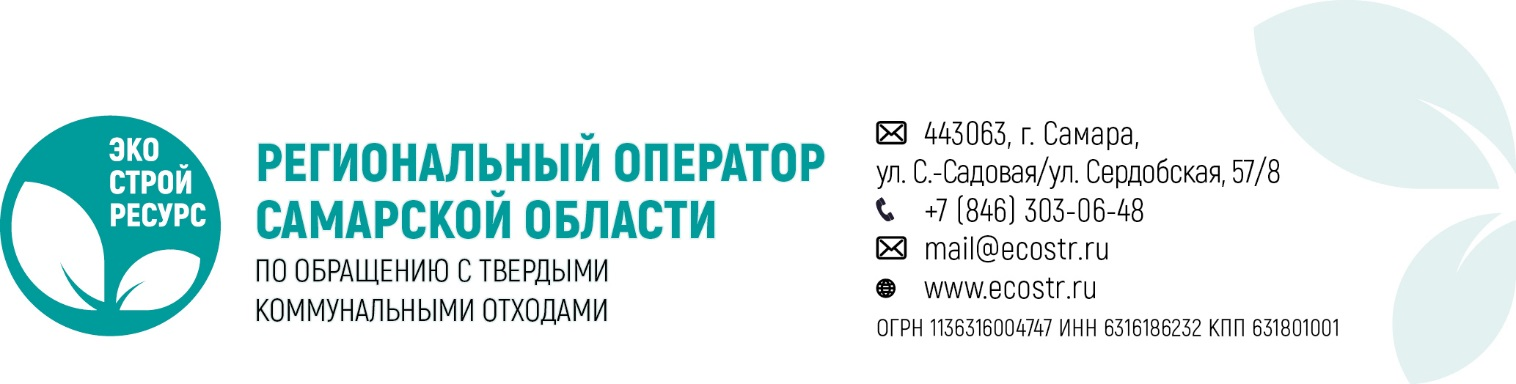 ЭКО
СТРОЙ
РЕСУРС
РЕГИОНАЛЬНЫЙ ОПЕРАТОР
САМАРСКОЙ ОБЛАСТИ
ПО ОБРАЩЕНИЮ С ТВЕРДЫМИ
КОММУНАЛЬНЫМИ ОТХОДАМИ
443063, г. Самара,
ул. С.-Садовая/ул. Сердобская, 57/8
+7 (846) 303-06-48
mail@ecostr.ru
www.ecostr.ru
ОГРН 1136316004747 ИНН 6316186232 КПП 631801001